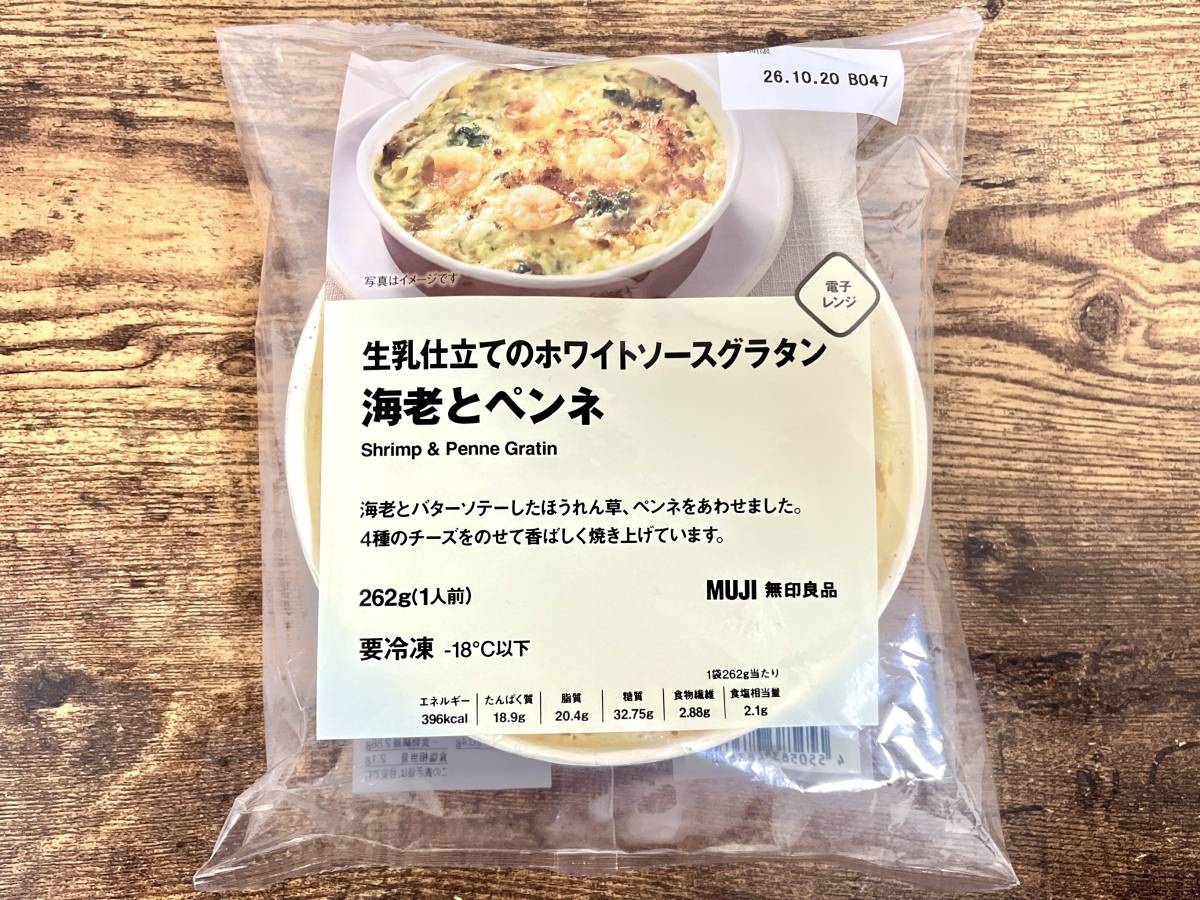 26.10.20 B047
写真はイメージです
電子
レンジ
生乳仕立てのホワイトソースグラタン
海老とペンネ
Shrimp & Penne Gratin
海老とバターソテーしたほうれん草、ペンネをあわせました。
4種のチーズをのせて香ばしく焼き上げています。
262g(1人前)
MUJI 無印良品
要冷凍 -18℃以下
1袋262g当たり
エネルギー たんぱく質 脂質 糖質 食物繊維 食塩相当量
396kcal 18.9g 20.4g 32.75g 2.88g 2.1g